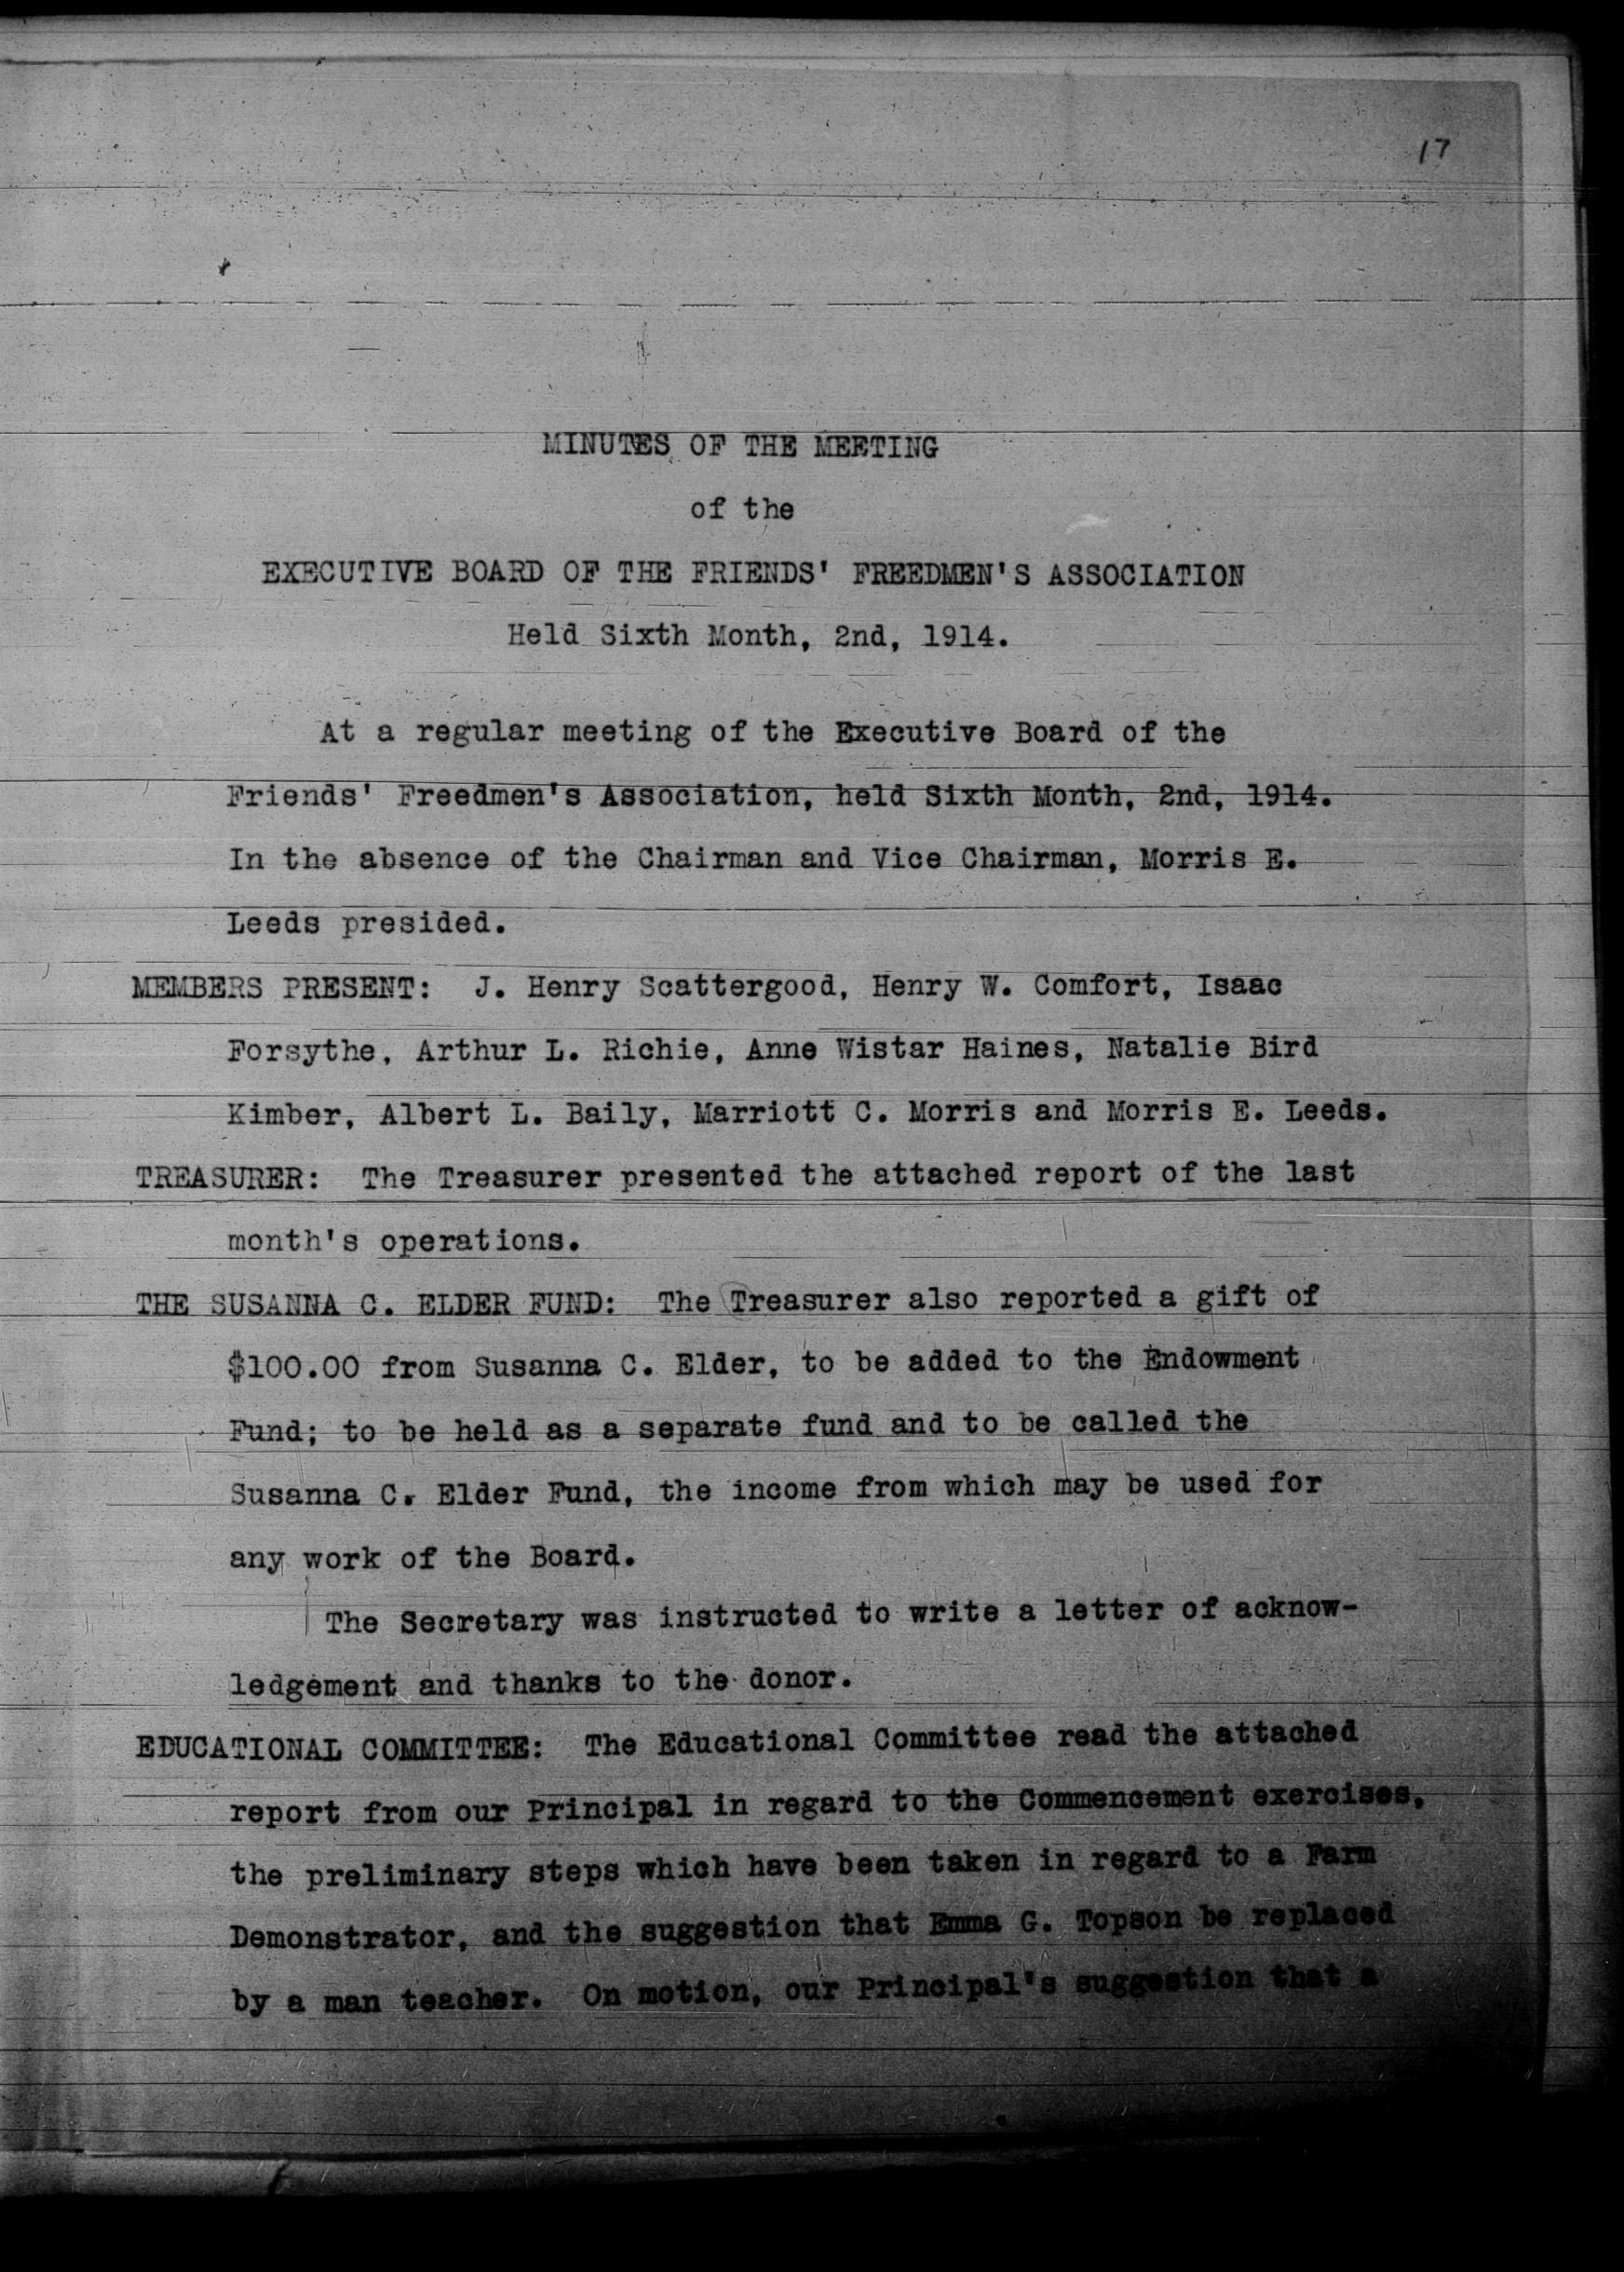 17
MINUTES OF THE MEETING
of the
EXECUTIVE BOARD OF THE FRIENDS' FREEDMEN'S ASSOCIATION
Held Sixth Month, 2nd, 1914.
At a regular meeting of the Executive Board of the
Friends' Freedmen's Association, held Sixth Month, 2nd, 1914.
In the absence of the Chairman and Vice Chairman, Morris E.
Leeds presided.
MEMBERS PRESENT: J. Henry Scattergood, Henry W. Comfort, Isaac
Forsythe, Arthur L. Richie, Anne Wistar Haines, Natalie Bird
Kimber, Albert L. Baily, Marriott C. Morris and Morris E. Leeds.
TREASURER: The Treasurer presented the attached report of the last
month's operations.
THE SUSANNA C. ELDER FUND: The Treasurer also reported a gift of
$100.00 from Susanna C. Elder, to be added to the Endowment
Fund; to be held as a separate fund and to be called the
Susanna C. Elder Fund, the income from which may be used for
any work of the Board.
The Secretary was instructed to write a letter of acknow-
ledgement and thanks to the donor.
EDUCATIONAL COMMITTEE: The Educational Committee read the attached
report from our Principal in regard to the Commencement exercises,
the preliminary steps which have been taken in regard to a Farm
Demonstrator, and the suggestion that Emma G. Topson be replaced
by a man teacher. On motion, our Principal's suggestion that a